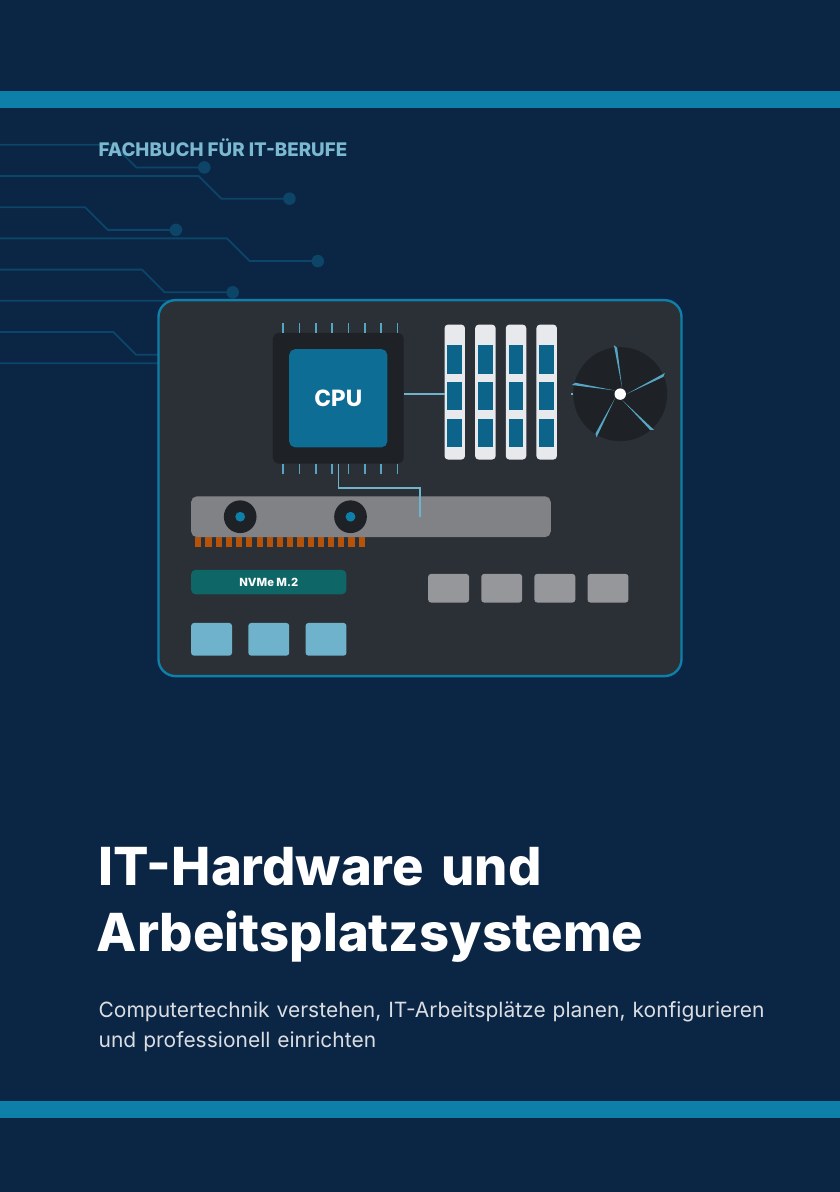 FACHBUCH FÜR IT-BERUFE
CPU
NVMe M.2
IT-Hardware und
Arbeitsplatzsysteme
Computertechnik verstehen, IT-Arbeitsplätze planen, konfigurieren
und professionell einrichten